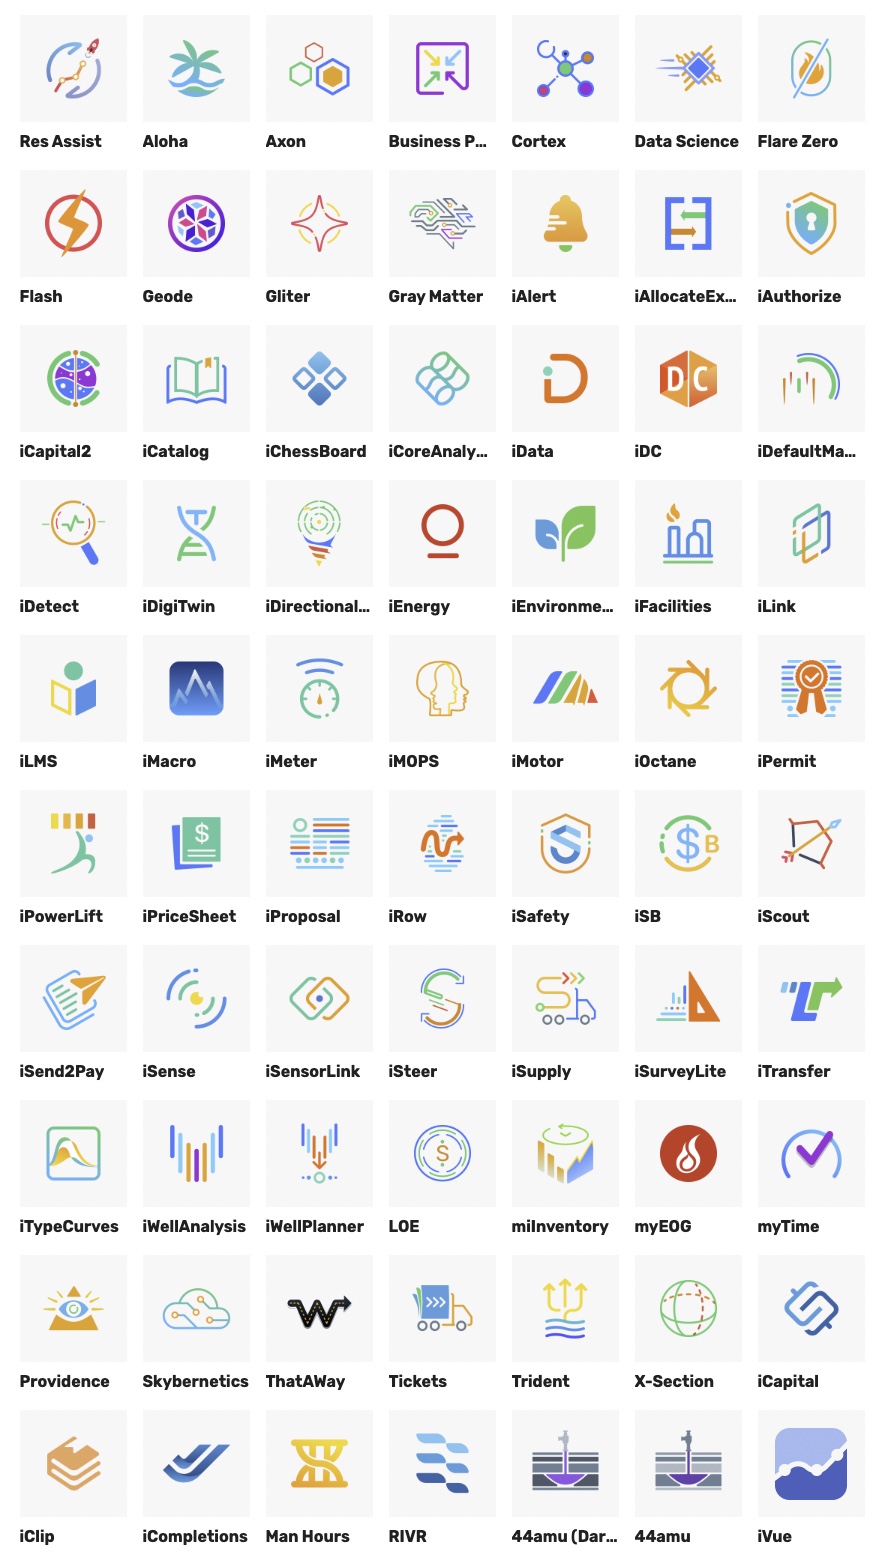 Res Assist
Aloha
Axon
Business P...
Cortex
Data Science
Flare Zero
Flash
Geode
Gliter
Gray Matter
iAlert
iAllocateEx...
iAuthorize
iCapital2
iCatalog
iChessBoard
iCoreAnaly...
iData
DC
iDC
iDefaultMa...
iDetect
iDigiTwin
iDirectional...
iEnergy
iEnvironme...
iFacilities
iLink
iLMS
iMacro
iMeter
iMOPS
iMotor
iOctane
iPermit
iPowerLift
$
iPriceSheet
iProposal
iRow
S
iSafety
$B
iSB
iScout
iSend2Pay
iSense
iSensorLink
iSteer
iSupply
iSurveyLite
iTransfer
iTypeCurves
iWellAnalysis
iWellPlanner
S
LOE
miInventory
myEOG
myTime
Providence
Skybernetics
ThatAWay
Tickets
Trident
X-Section
iCapital
iClip
iCompletions
Man Hours
RIVR
44amu (Dar...
44amu
iVue